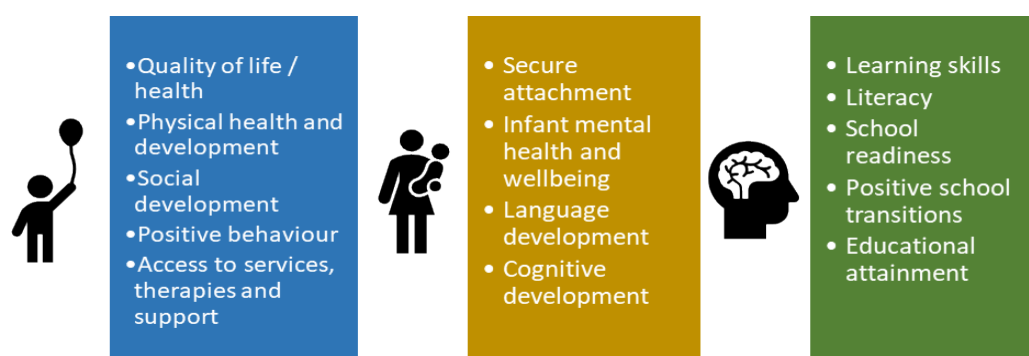 •Quality of life /
health
•Physical health and
development
•Social
development
•Positive behaviour
•Access to services,
therapies and
support
• Secure
attachment
• Infant mental
health and
wellbeing
• Language
development
• Cognitive
development
• Learning skills
• Literacy
• School
readiness
• Positive school
transitions
• Educational
attainment